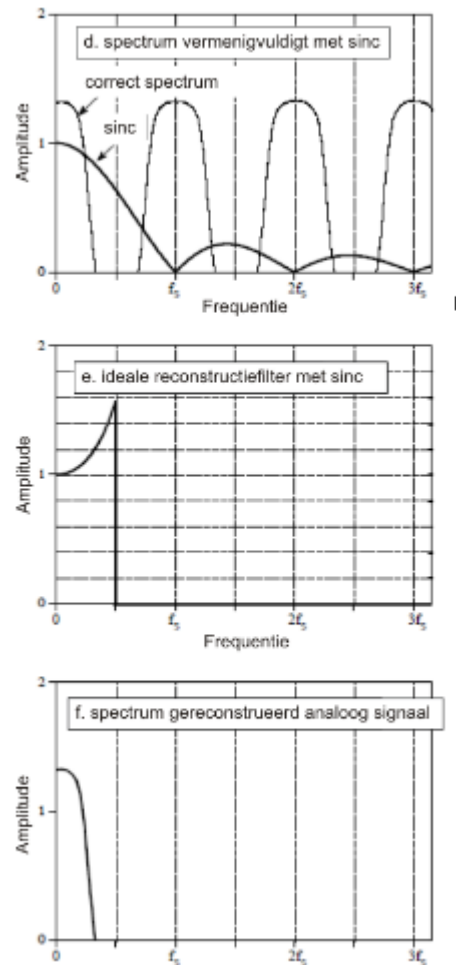 d. spectrum vermenigvuldigt met sinc
correct spectrum
sinc
Amplitude
2
1
0
0 fs 2fs 3fs
Frequentie
e. ideale reconstructiefilter met sinc
Amplitude
2
1
0
0 fs 2fs 3fs
Frequentie
f. spectrum gereconstrueerd analoog signaal
Amplitude
2
1
0
0 fs 2fs 3fs